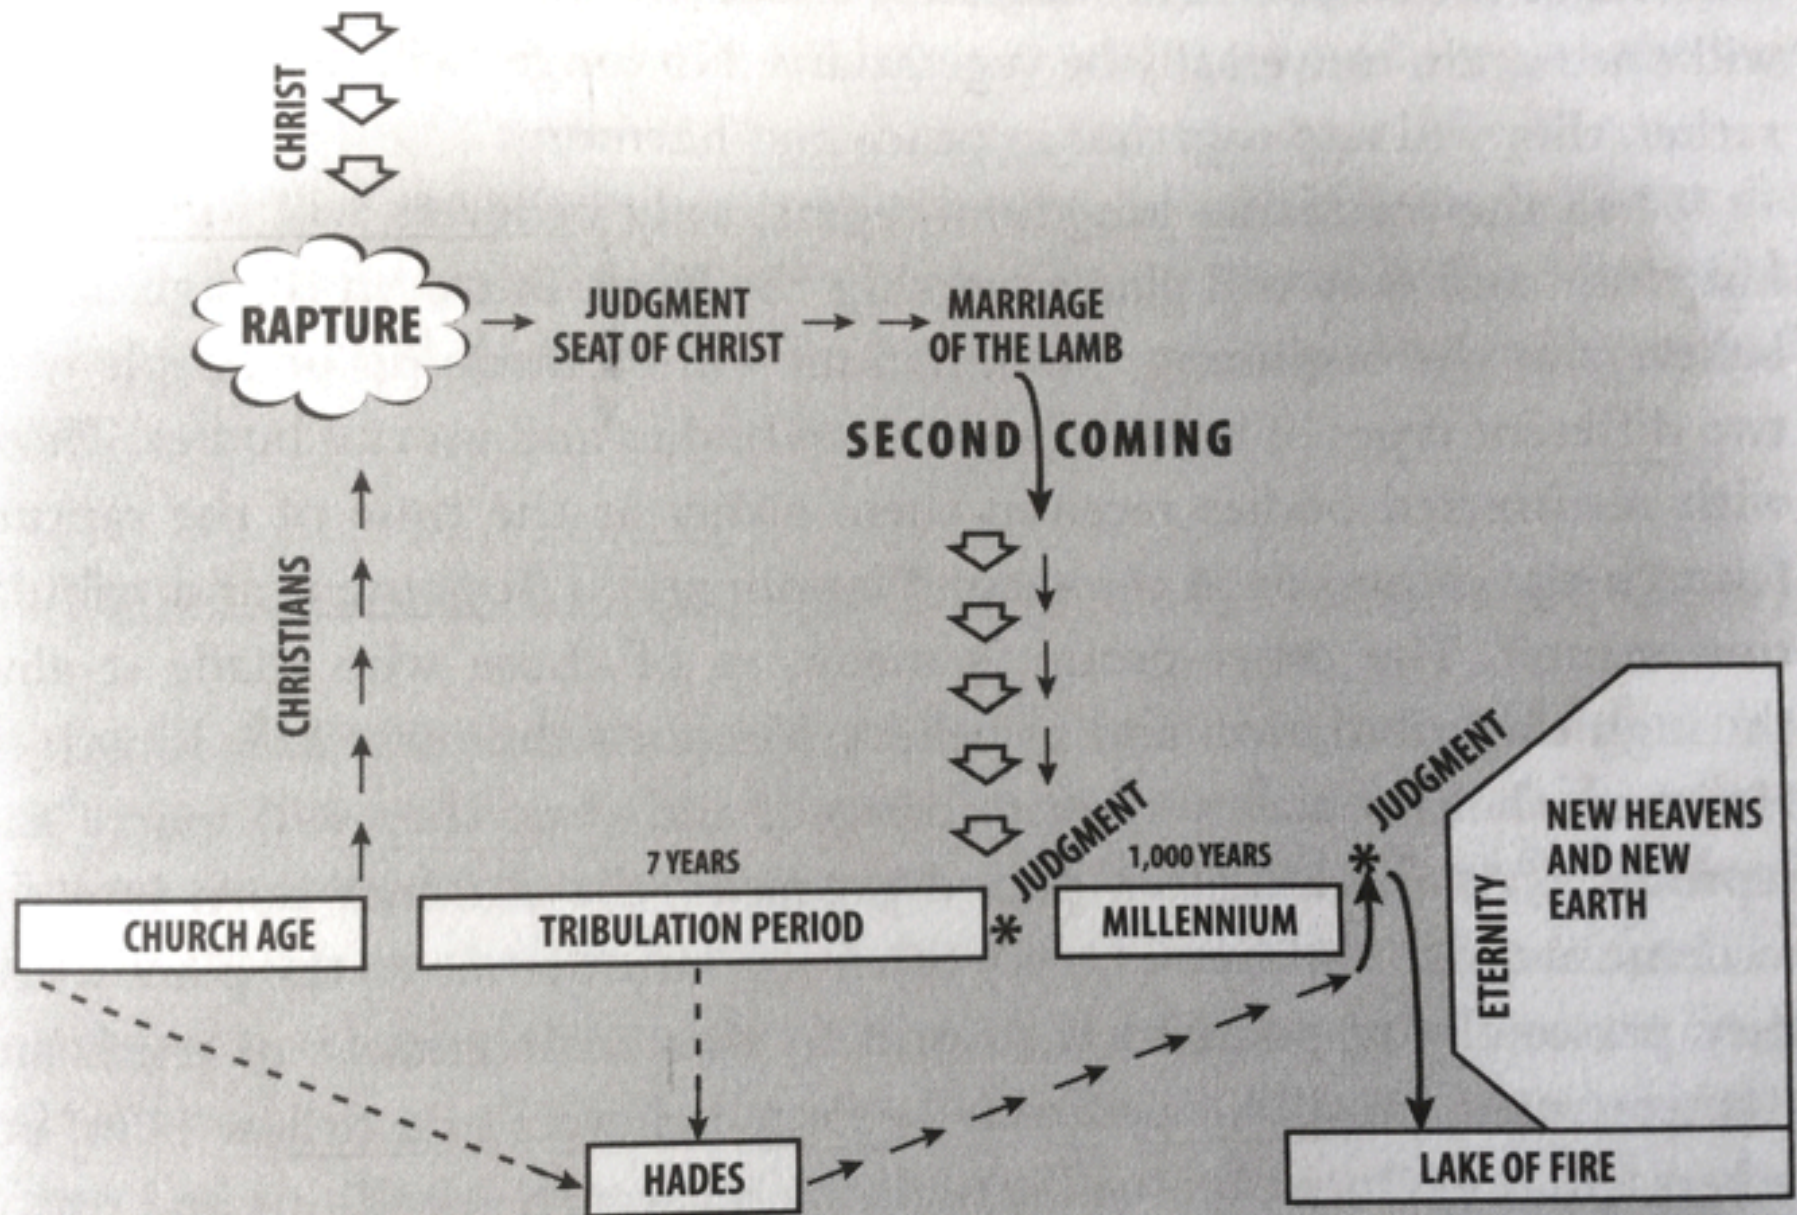 CHRIST
RAPTURE
JUDGMENT
SEAT OF CHRIST
MARRIAGE
OF THE LAMB
SECOND COMING
CHRISTIANS
7 YEARS
JUDGMENT
1,000 YEARS
JUDGMENT
CHURCH AGE
TRIBULATION PERIOD
*
MILLENNIUM
*
ETERNITY
NEW HEAVENS
AND NEW
EARTH
HADES
LAKE OF FIRE